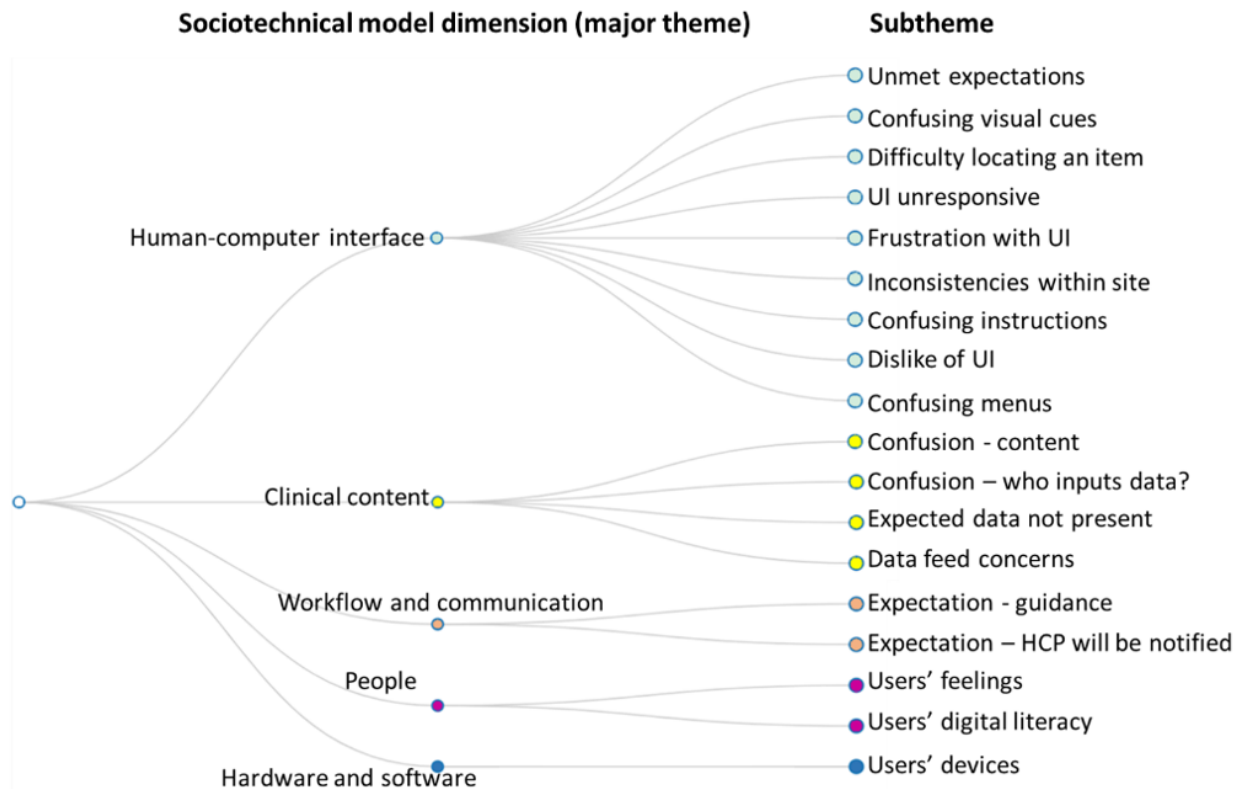 Sociotechnical model dimension (major theme)
Subtheme
Human-computer interface
Unmet expectations
Confusing visual cues
Difficulty locating an item
UI unresponsive
Frustration with UI
Inconsistencies within site
Confusing instructions
Dislike of UI
Confusing menus
Clinical content
Confusion - content
Confusion – who inputs data?
Expected data not present
Data feed concerns
Workflow and communication
Expectation - guidance
Expectation – HCP will be notified
People
Users’ feelings
Users’ digital literacy
Hardware and software
Users’ devices